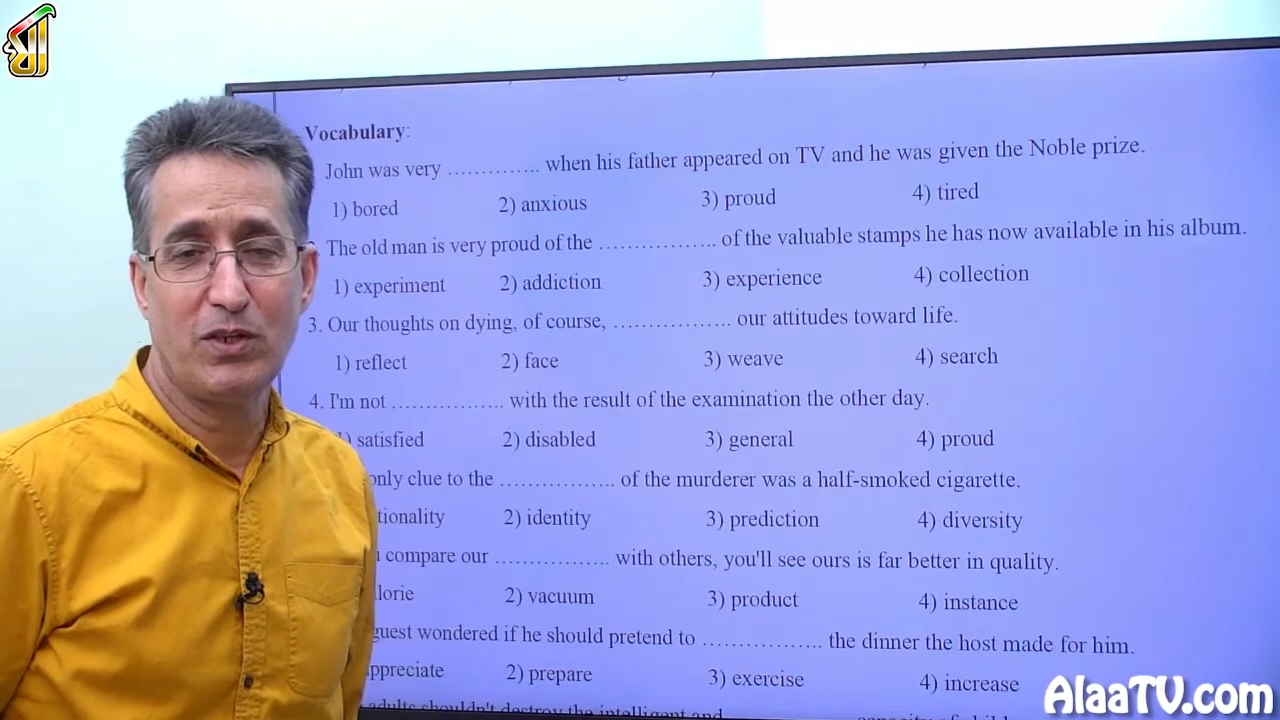 Vocabulary:
John was very .............. when his father appeared on TV and he was given the Noble prize.
1) bored 2) anxious 3) proud 4) tired
The old man is very proud of the ................. of the valuable stamps he has now available in his album.
1) experiment 2) addiction 3) experience 4) collection
3. Our thoughts on dying, of course, ................. our attitudes toward life.
1) reflect 2) face 3) weave 4) search
4. I'm not ................ with the result of the examination the other day.
1) satisfied 2) disabled 3) general 4) proud
only clue to the ................. of the murderer was a half-smoked cigarette.
2) identity 3) prediction 4) diversity
compare our ................. with others, you'll see ours is far better in quality.
2) vacuum 3) product 4) instance
guest wondered if he should pretend to .................. the dinner the host made for him.
2) prepare 3) exercise 4) increase
adults shouldn't destroy the intelligent and
AlaaTV.com